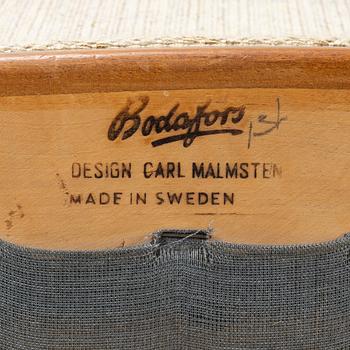 Bodafors
DESIGN CARL MALMSTEN
MADE IN SWEDEN